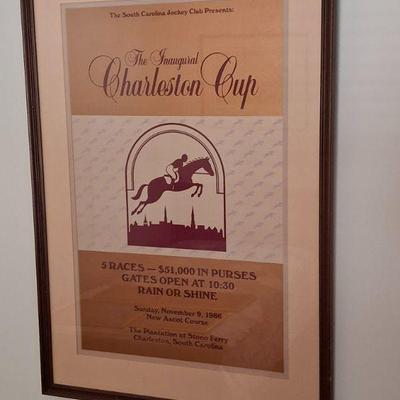 The South Carolina Jockey Club Presents:
The Inaugural
Charleston Cup
5 RACES — $51,000 IN PURSES
GATES OPEN AT 10:30
RAIN OR SHINE
Sunday, November 9, 1986
New Ascot Course
The Plantation at Stono Ferry
Charleston, South Carolina